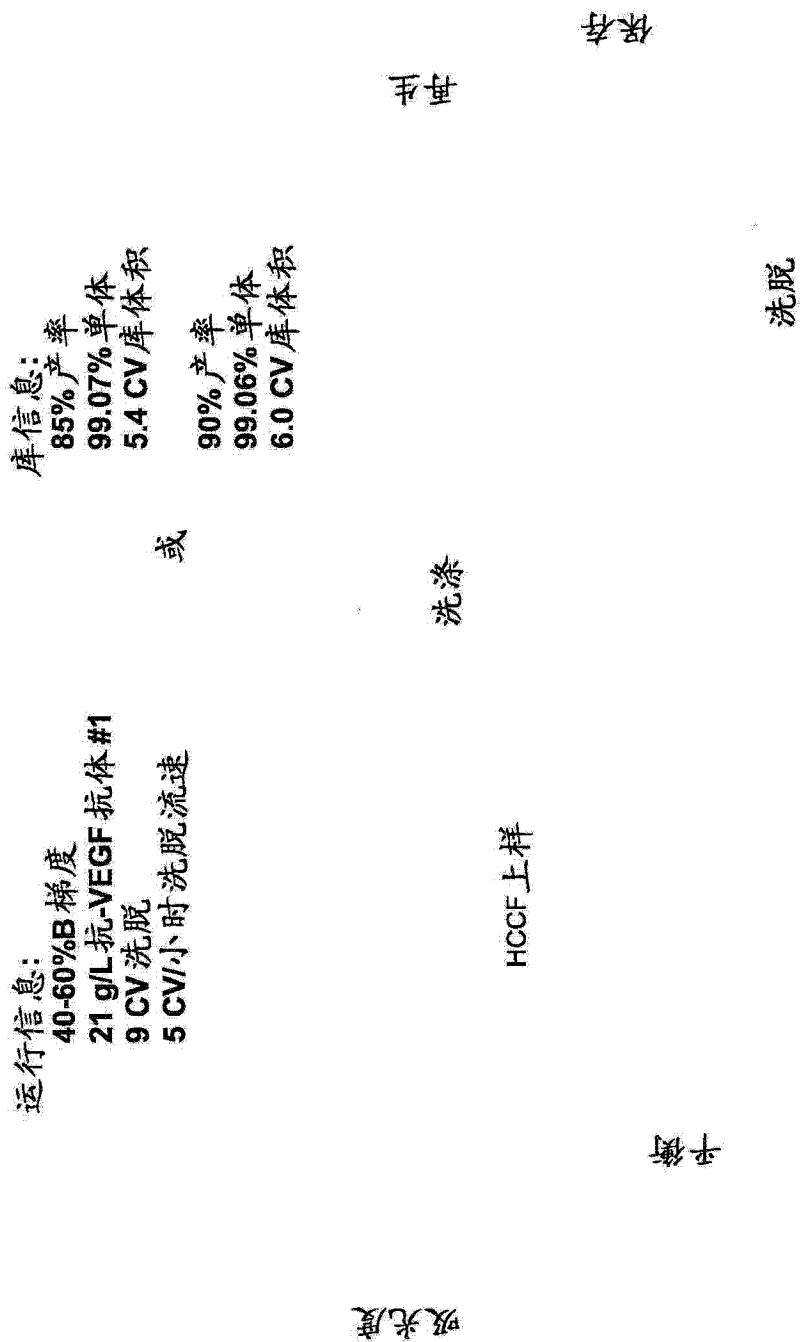 运行信息:
40-60%B梯度
21 g/L抗-VEGF抗体#1
9 CV洗脱
5 CV/小时洗脱流速
库信息:
85%产率
99.07%单体
5.4 CV库体积
或
90%产率
99.06%单体
6.0 CV库体积
吸光度
平衡
HCCF上样
洗涤
洗脱
再生
保存